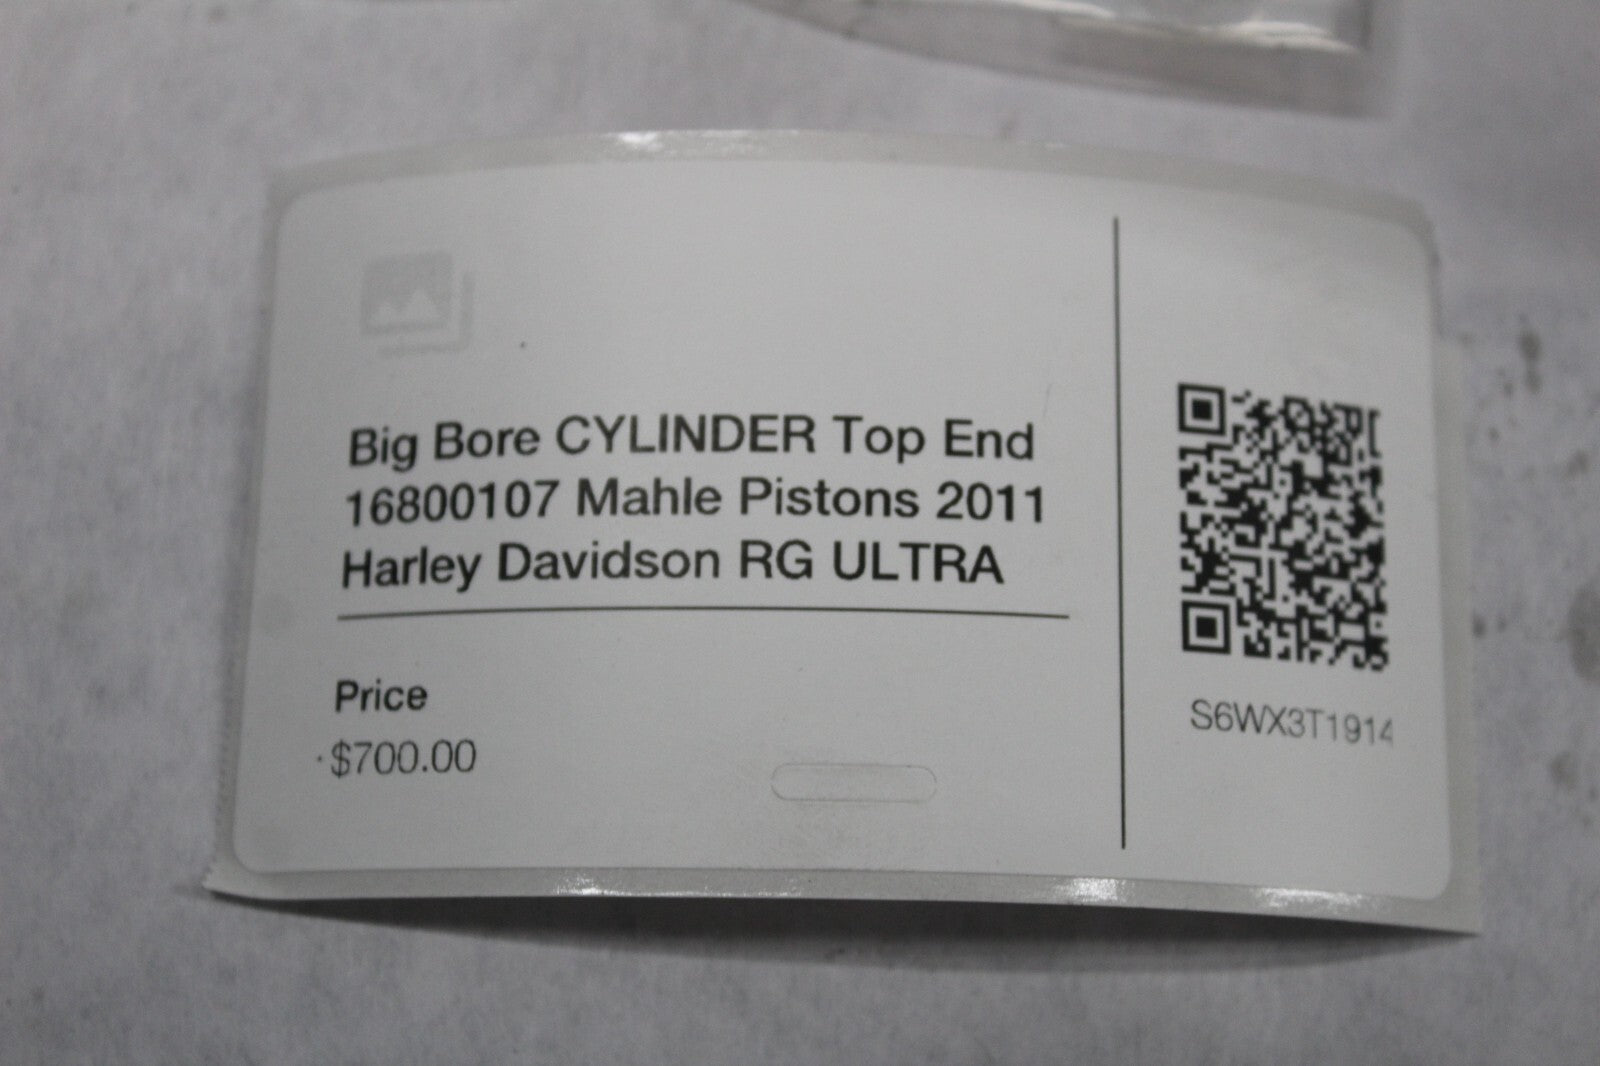 Big Bore CYLINDER Top End
16800107 Mahle Pistons 2011
Harley Davidson RG ULTRA
Price
$700.00
S6WX3T1914